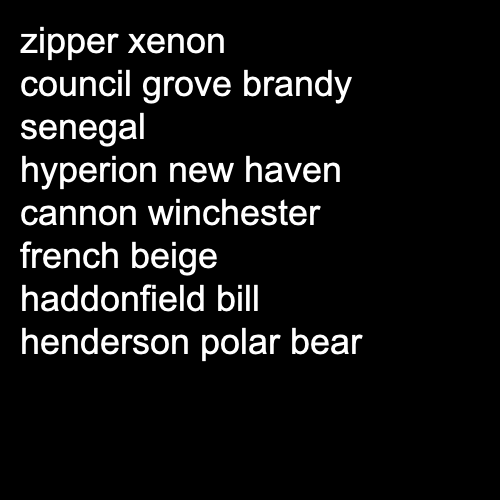 zipper xenon
council grove brandy
senegal
hyperion new haven
cannon winchester
french beige
haddonfield bill
henderson polar bear